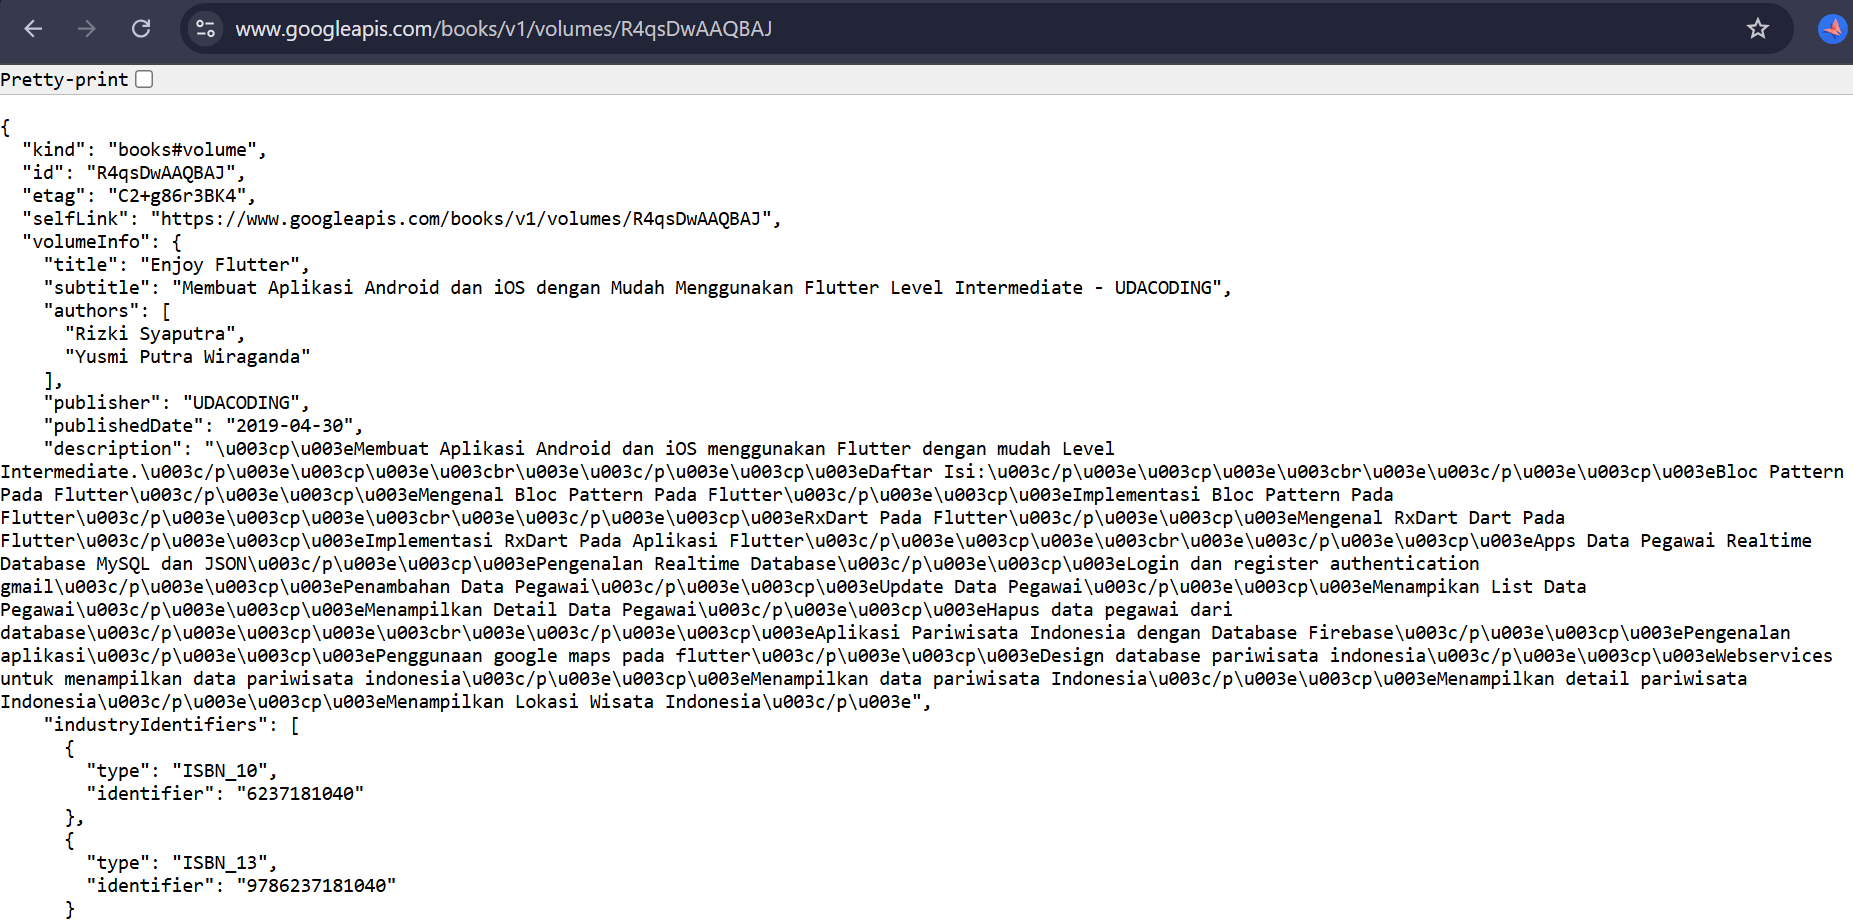 www.googleapis.com/books/v1/volumes/R4qsDwAAQBAJ
Pretty-print
{
"kind": "books#volume",
"id": "R4qsDwAAQBAJ",
"etag": "C2+g86r3BK4",
"selfLink": "https://www.googleapis.com/books/v1/volumes/R4qsDwAAQBAJ",
"volumeInfo": {
"title": "Enjoy Flutter",
"subtitle": "Membuat Aplikasi Android dan iOS dengan Mudah Menggunakan Flutter Level Intermediate - UDACODING",
"authors": [
"Rizki Syaputra",
"Yusmi Putra Wiraganda"
],
"publisher": "UDACODING",
"publishedDate": "2019-04-30",
"description": "\u003cp\u003eMembuat Aplikasi Android dan iOS menggunakan Flutter dengan mudah Level
Intermediate.\u003c/p\u003e\u003cp\u003e\u003cbr\u003e\u003c/p\u003e\u003cp\u003eDaftar Isi:\u003c/p\u003e\u003cp\u003e\u003cbr\u003e\u003c/p\u003e\u003cp\u003eBloc Pattern
Pada Flutter\u003c/p\u003e\u003cp\u003eMengenal Bloc Pattern Pada Flutter\u003c/p\u003e\u003cp\u003eImplementasi Bloc Pattern Pada
Flutter\u003c/p\u003e\u003cp\u003e\u003cbr\u003e\u003c/p\u003e\u003cp\u003eRxDart Pada Flutter\u003c/p\u003e\u003cp\u003eMengenal RxDart Dart Pada
Flutter\u003c/p\u003e\u003cp\u003eImplementasi RxDart Pada Aplikasi Flutter\u003c/p\u003e\u003cp\u003e\u003cbr\u003e\u003c/p\u003e\u003cp\u003eApps Data Pegawai Realtime
Database MySQL dan JSON\u003c/p\u003e\u003cp\u003ePengenalan Realtime Database\u003c/p\u003e\u003cp\u003eLogin dan register authentication
gmail\u003c/p\u003e\u003cp\u003ePenambahan Data Pegawai\u003c/p\u003e\u003cp\u003eUpdate Data Pegawai\u003c/p\u003e\u003cp\u003eMenampikan List Data
Pegawai\u003c/p\u003e\u003cp\u003eMenampilkan Detail Data Pegawai\u003c/p\u003e\u003cp\u003eHapus data pegawai dari
database\u003c/p\u003e\u003cp\u003e\u003cbr\u003e\u003c/p\u003e\u003cp\u003eAplikasi Pariwisata Indonesia dengan Database Firebase\u003c/p\u003e\u003cp\u003ePengenalan
aplikasi\u003c/p\u003e\u003cp\u003ePenggunaan google maps pada flutter\u003c/p\u003e\u003cp\u003eDesign database pariwisata indonesia\u003c/p\u003e\u003cp\u003eWebservices
untuk menampilkan data pariwisata indonesia\u003c/p\u003e\u003cp\u003eMenampilkan data pariwisata Indonesia\u003c/p\u003e\u003cp\u003eMenampilkan detail pariwisata
Indonesia\u003c/p\u003e\u003cp\u003eMenampilkan Lokasi Wisata Indonesia\u003c/p\u003e",
"industryIdentifiers": [
{
"type": "ISBN_10",
"identifier": "6237181040"
},
{
"type": "ISBN_13",
"identifier": "9786237181040"
}